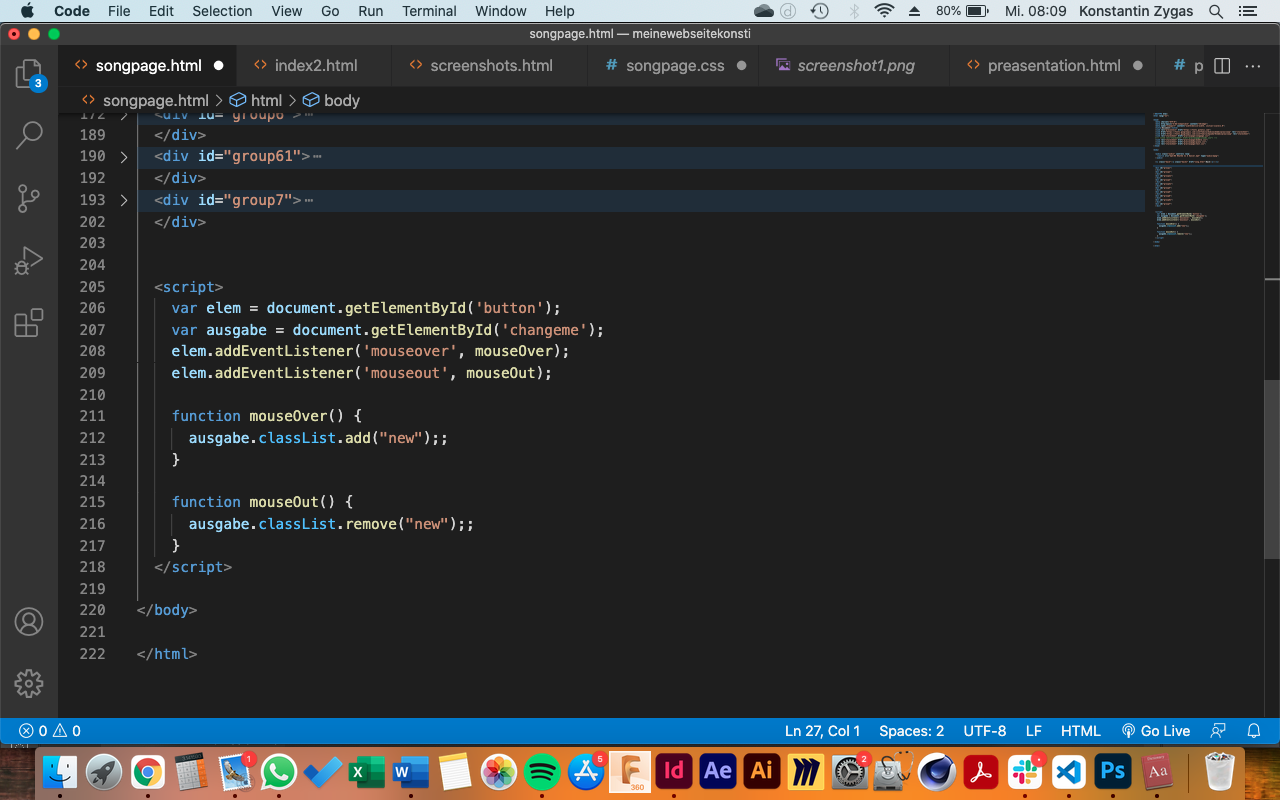 Code File Edit Selection View Go Run Terminal Window Help 80% Mi. 08:09 Konstantin Zygas
songpage.html — meinewebseitekonsti
songpage.html index2.html screenshots.html songpage.css screenshot1.png preasentation.html p
songpage.html > html > body
172 <div id="group6">
189 </div>
190 <div id="group61">
192 </div>
193 <div id="group7">
202 </div>
203
204
205 <script>
206 var elem = document.getElementById('button');
207 var ausgabe = document.getElementById('changeme');
208 elem.addEventListener('mouseover', mouseOver);
209 elem.addEventListener('mouseout', mouseOut);
210
211 function mouseOver() {
212 ausgabe.classList.add("new");;
213 }
214
215 function mouseOut() {
216 ausgabe.classList.remove("new");;
217 }
218 </script>
219
220 </body>
221
222 </html>
3
0 0 Ln 27, Col 1 Spaces: 2 UTF-8 LF HTML Go Live
1 X W 5 F 360 Id Ae Ai 2 Ps Aa